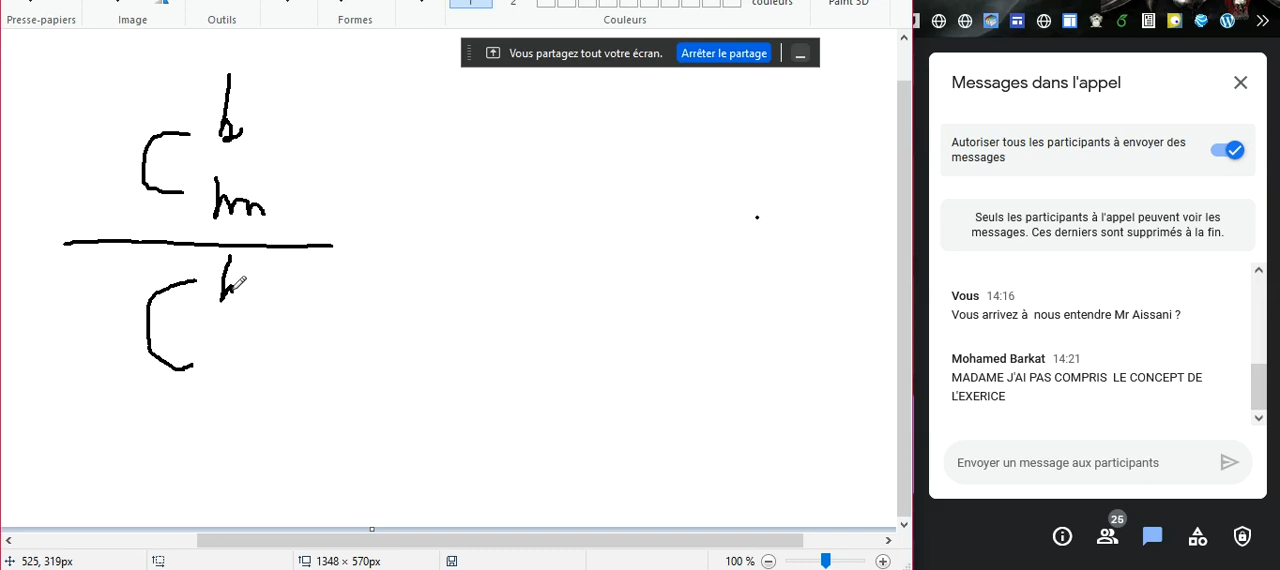 1
2
couleurs
Paint 3D
Presse-papiers
Image
Outils
Formes
Couleurs
Vous partagez tout votre écran. Arrêter le partage
C
hm
C
Messages dans l'appel
Autoriser tous les participants à envoyer des
messages
Seuls les participants à l'appel peuvent voir les
messages. Ces derniers sont supprimés à la fin.
Vous 14:16
Vous arrivez à nous entendre Mr Aissani ?
Mohamed Barkat 14:21
MADAME J'AI PAS COMPRIS LE CONCEPT DE
L'EXERICE
Envoyer un message aux participants
25
525, 319px
1348 × 570px
100 %